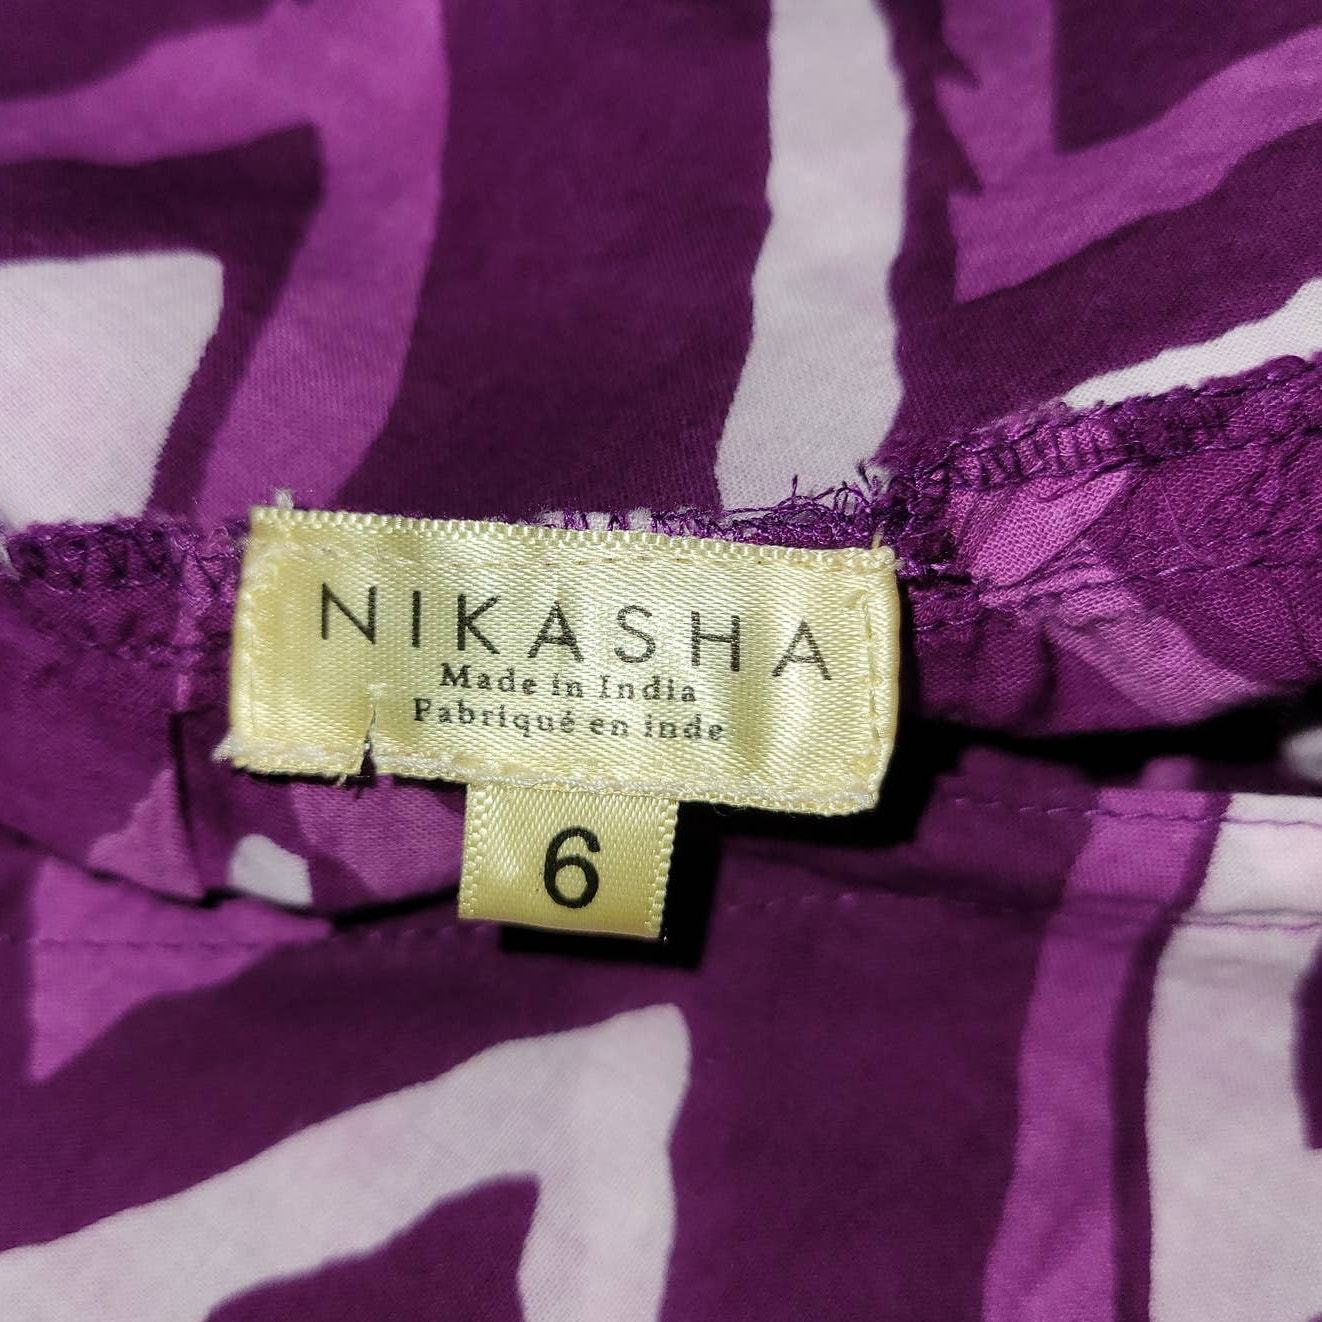 NIKASHA
Made in India
Pabriqué en inde
6